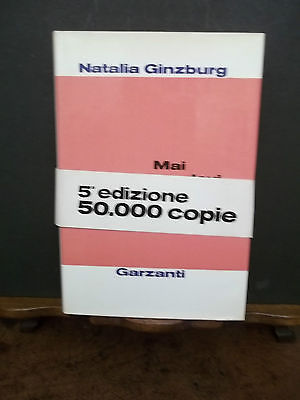 Natalia Ginzburg
Mai
5ª edizione
50.000 copie
Garzanti